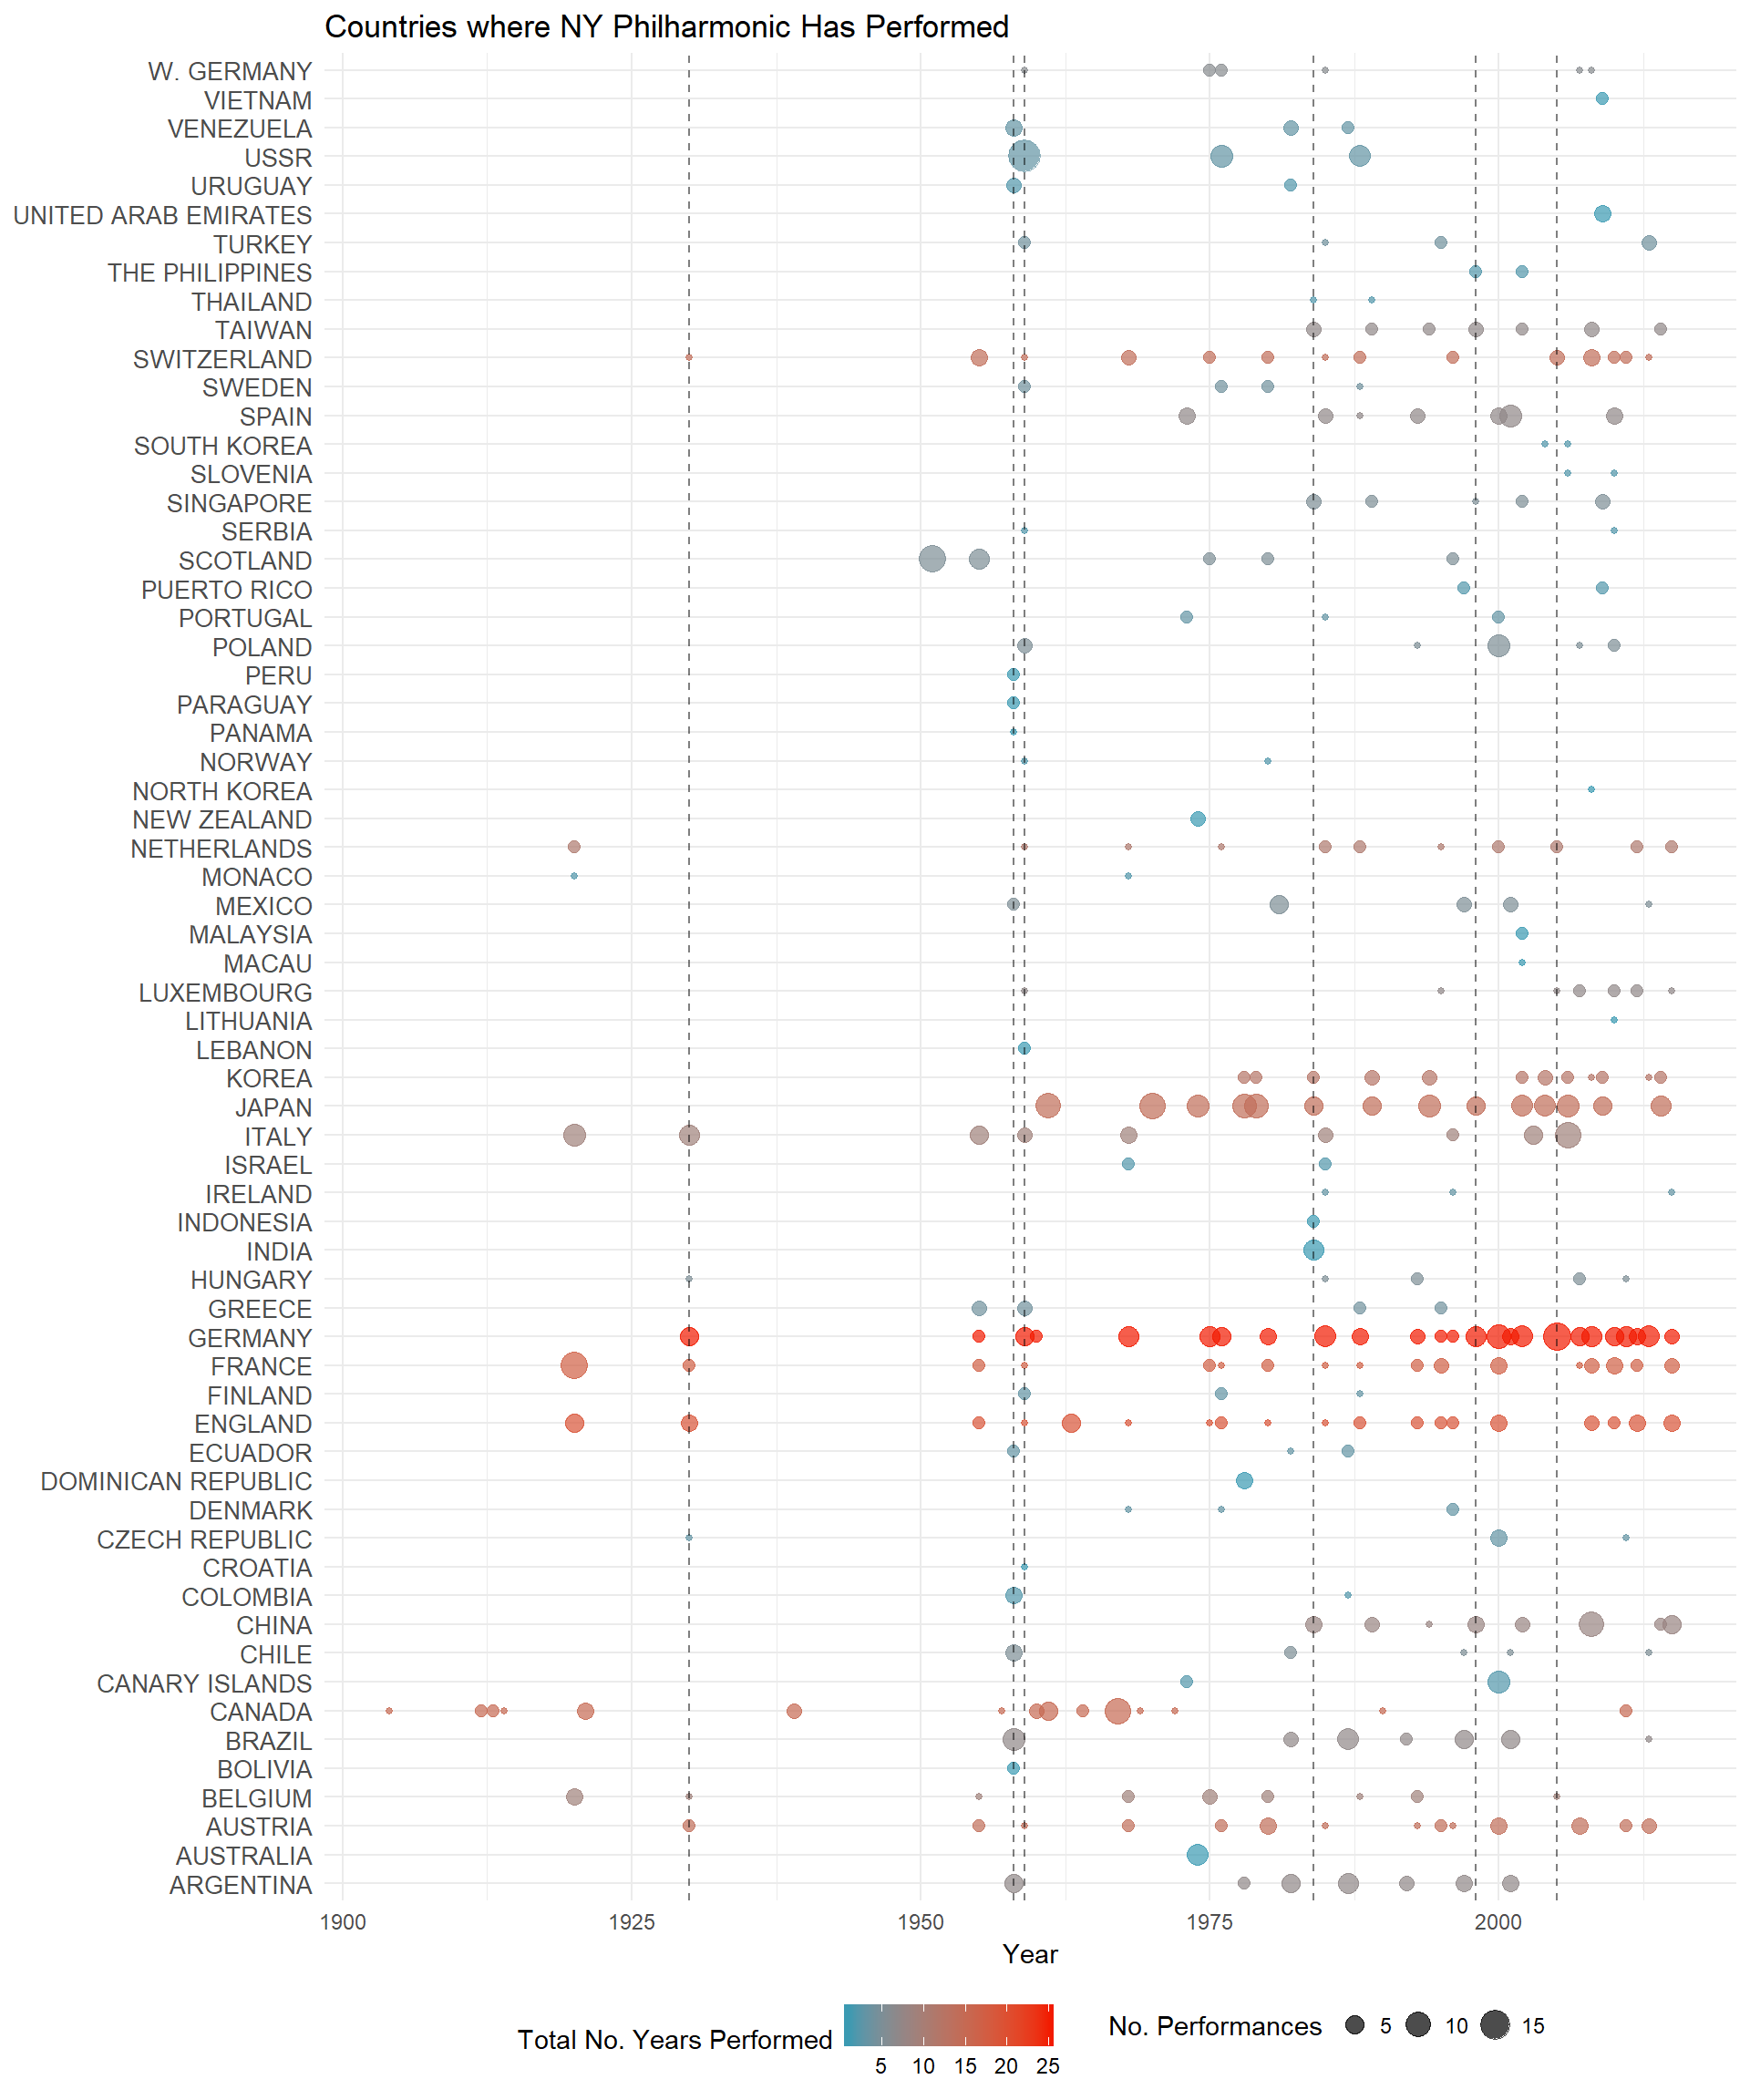 Countries where NY Philharmonic Has Performed
W. GERMANY
VIETNAM
VENEZUELA
USSR
URUGUAY
UNITED ARAB EMIRATES
TURKEY
THE PHILIPPINES
THAILAND
TAIWAN
SWITZERLAND
SWEDEN
SPAIN
SOUTH KOREA
SLOVENIA
SINGAPORE
SERBIA
SCOTLAND
PUERTO RICO
PORTUGAL
POLAND
PERU
PARAGUAY
PANAMA
NORWAY
NORTH KOREA
NEW ZEALAND
NETHERLANDS
MONACO
MEXICO
MALAYSIA
MACAU
LUXEMBOURG
LITHUANIA
LEBANON
KOREA
JAPAN
ITALY
ISRAEL
IRELAND
INDONESIA
INDIA
HUNGARY
GREECE
GERMANY
FRANCE
FINLAND
ENGLAND
ECUADOR
DOMINICAN REPUBLIC
DENMARK
CZECH REPUBLIC
CROATIA
COLOMBIA
CHINA
CHILE
CANARY ISLANDS
CANADA
BRAZIL
BOLIVIA
BELGIUM
AUSTRIA
AUSTRALIA
ARGENTINA
1900 1925 1950 1975 2000
Year
Total No. Years Performed
5 10 15 20 25
No. Performances 5 10 15